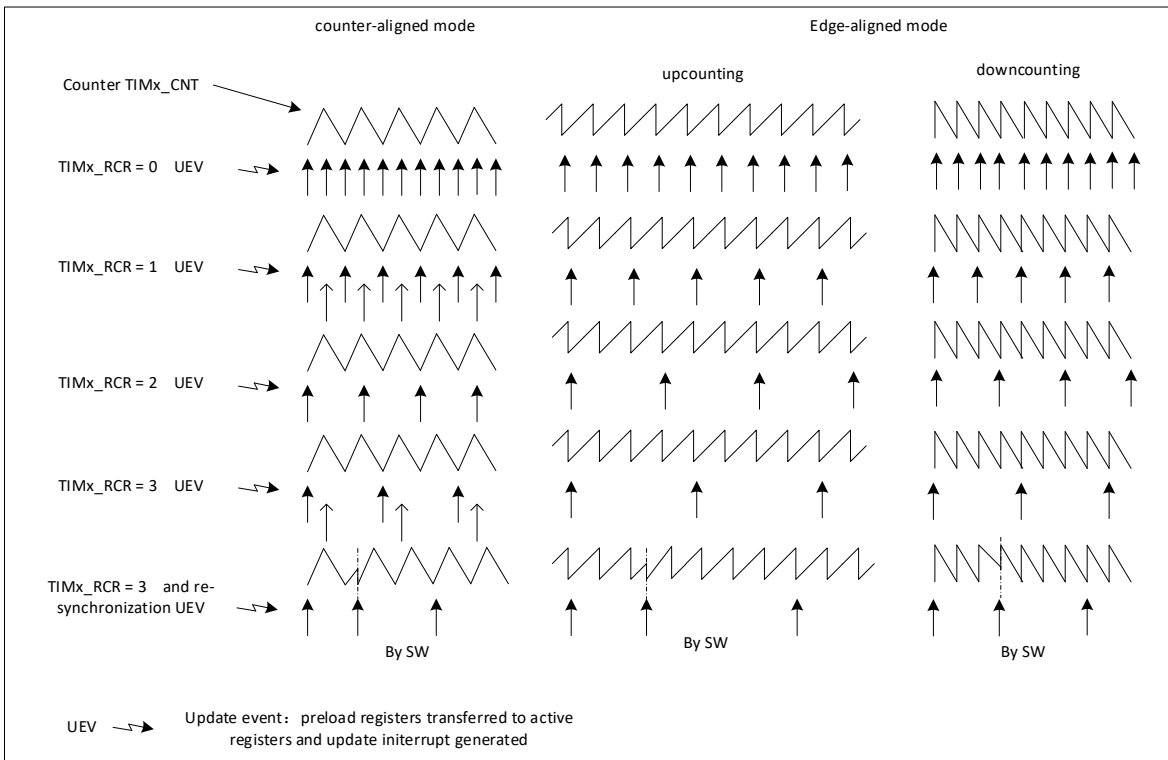 counter-aligned mode
Edge-aligned mode
upcounting
downcounting
Counter TIMx_CNT
TIMx_RCR = 0 UEV
TIMx_RCR = 1 UEV
TIMx_RCR = 2 UEV
TIMx_RCR = 3 UEV
TIMx_RCR = 3 and re-
synchronization UEV
By SW
By SW
By SW
UEV
Update event：preload registers transferred to active
registers and update initerrupt generated